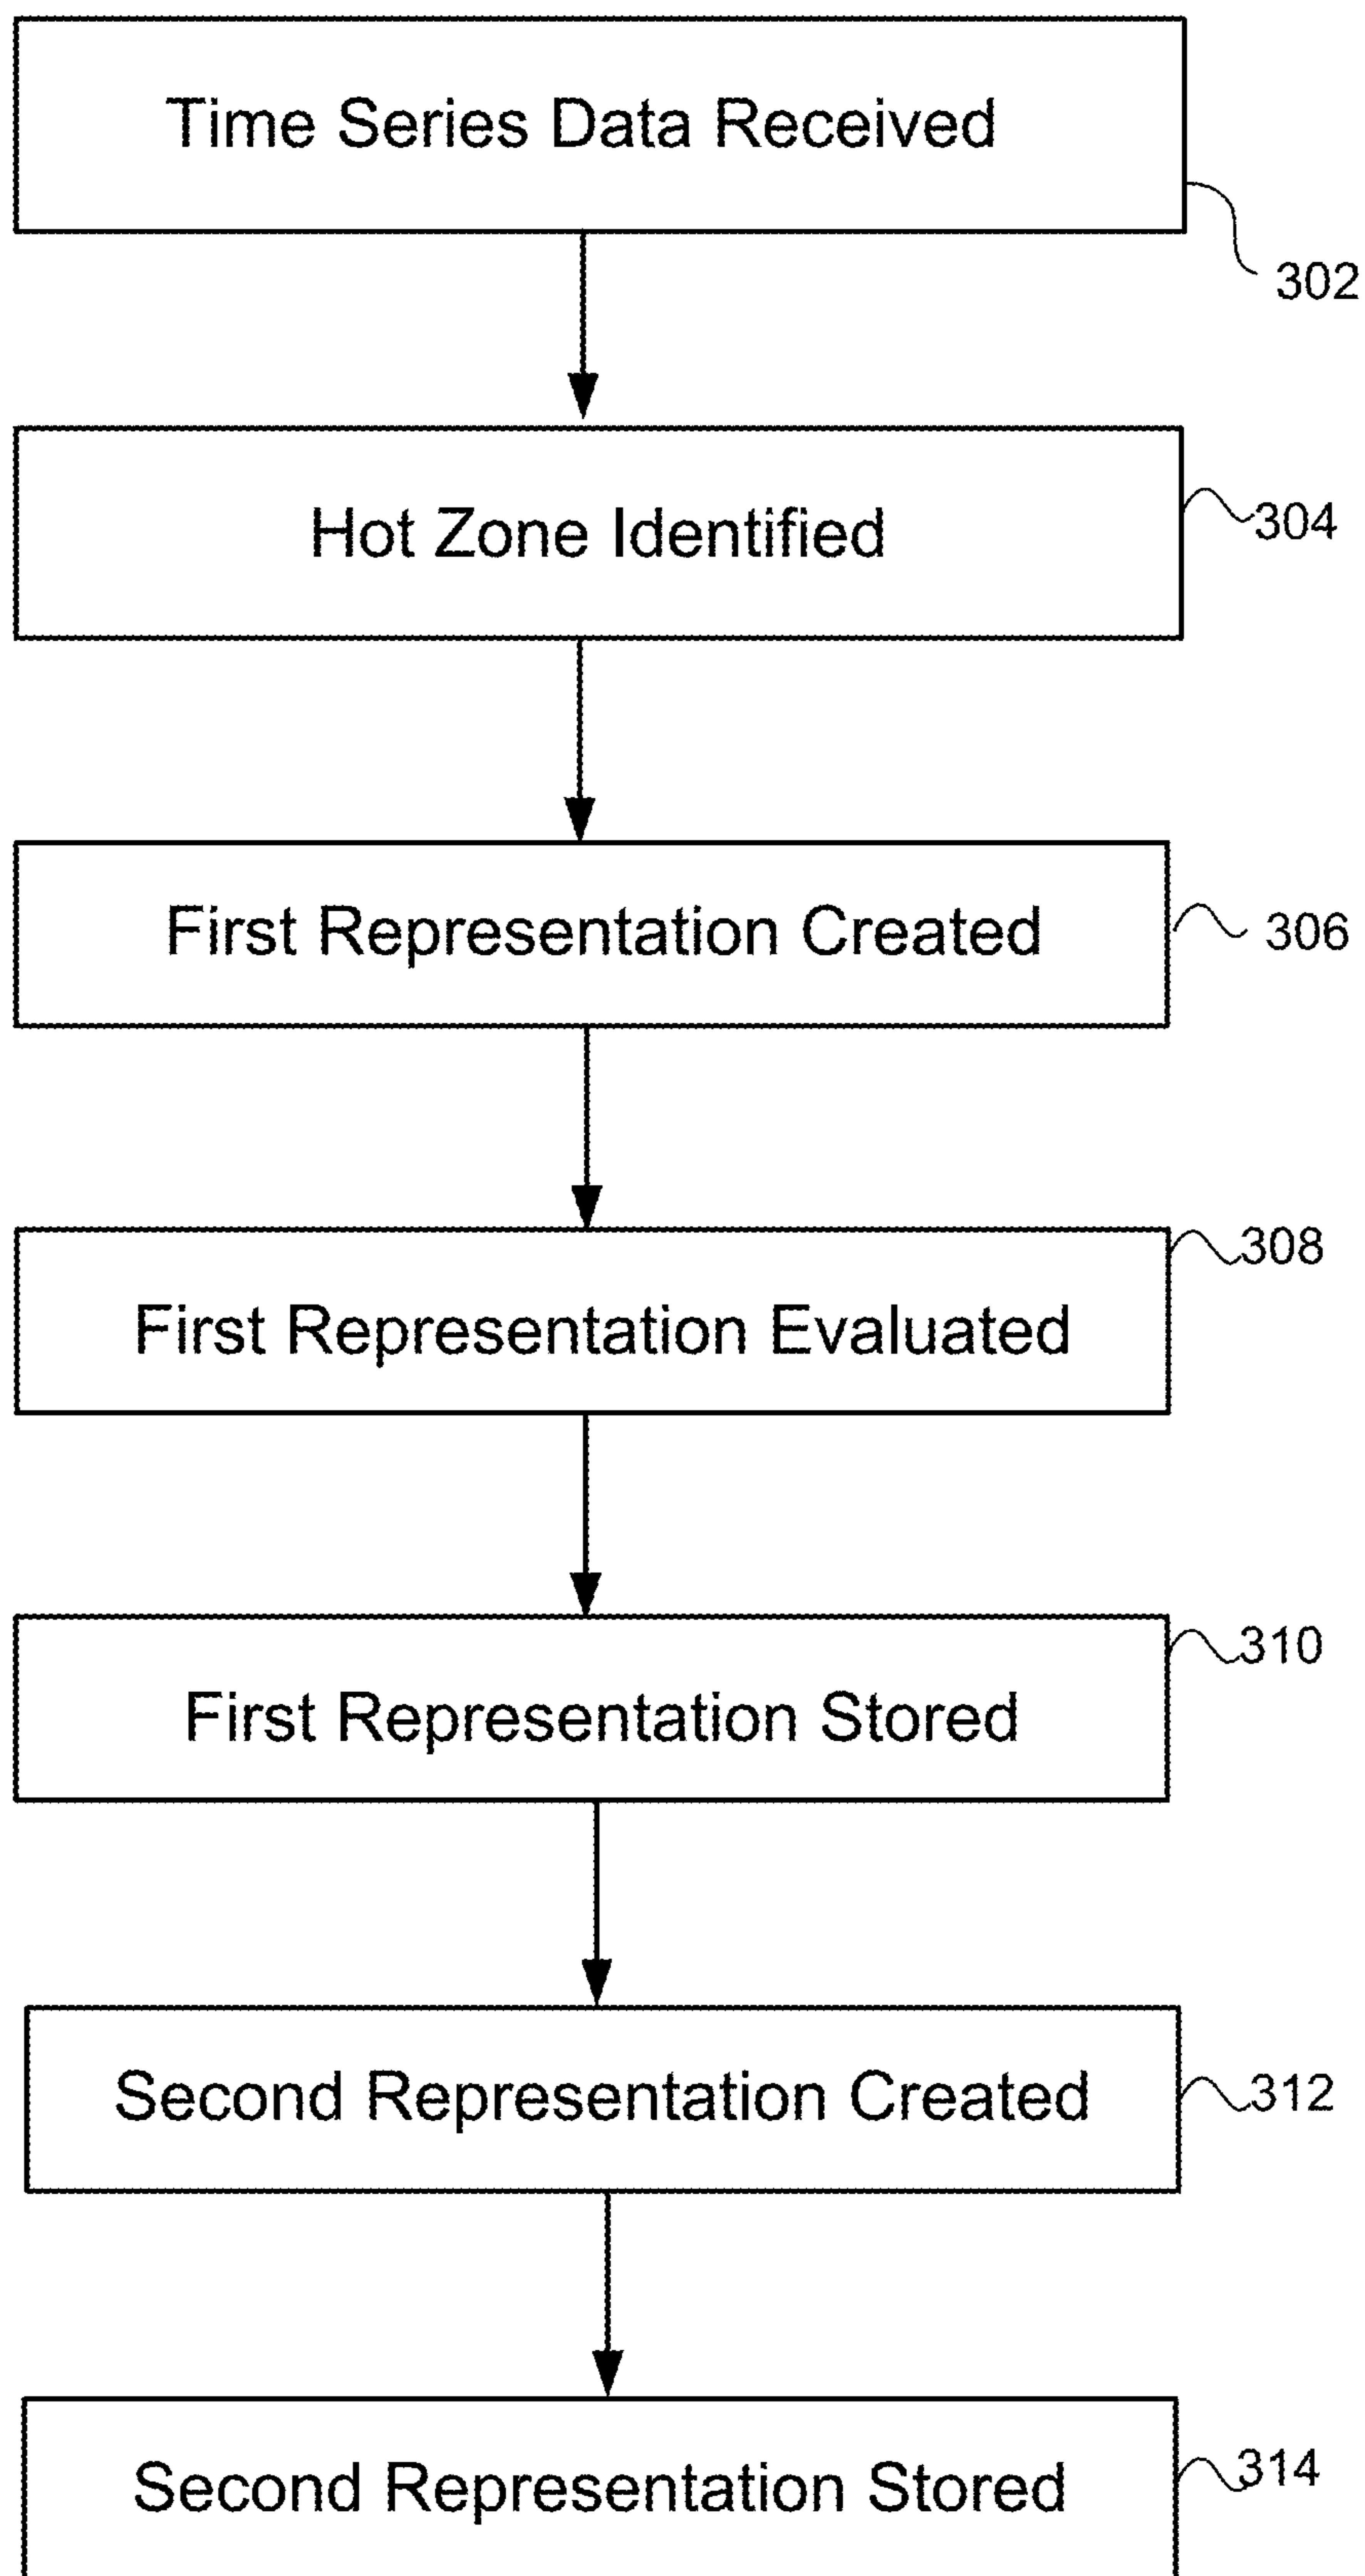 Time Series Data Received
302
Hot Zone Identified
304
First Representation Created
306
308
First Representation Evaluated
310
First Representation Stored
Second Representation Created
312
Second Representation Stored
314